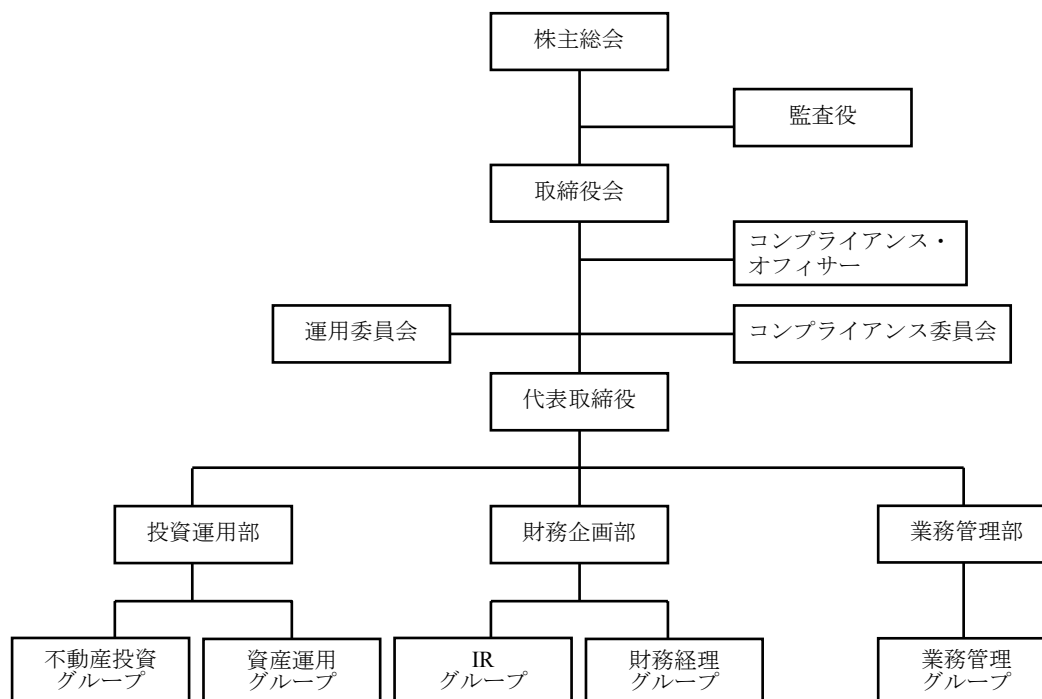 株主総会
監査役
取締役会
コンプライアンス・
オフィサー
運用委員会
コンプライアンス委員会
代表取締役
投資運用部
財務企画部
業務管理部
不動産投資
グループ
資産運用
グループ
IR
グループ
財務経理
グループ
業務管理
グループ